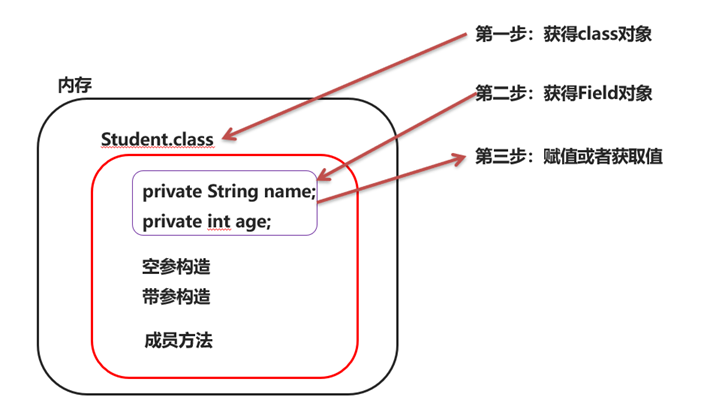 第一步：获得class对象
内存
第二步：获得Field对象
Student.class
第三步：赋值或者获取值
private String name;
private int age;
空参构造
带参构造
成员方法